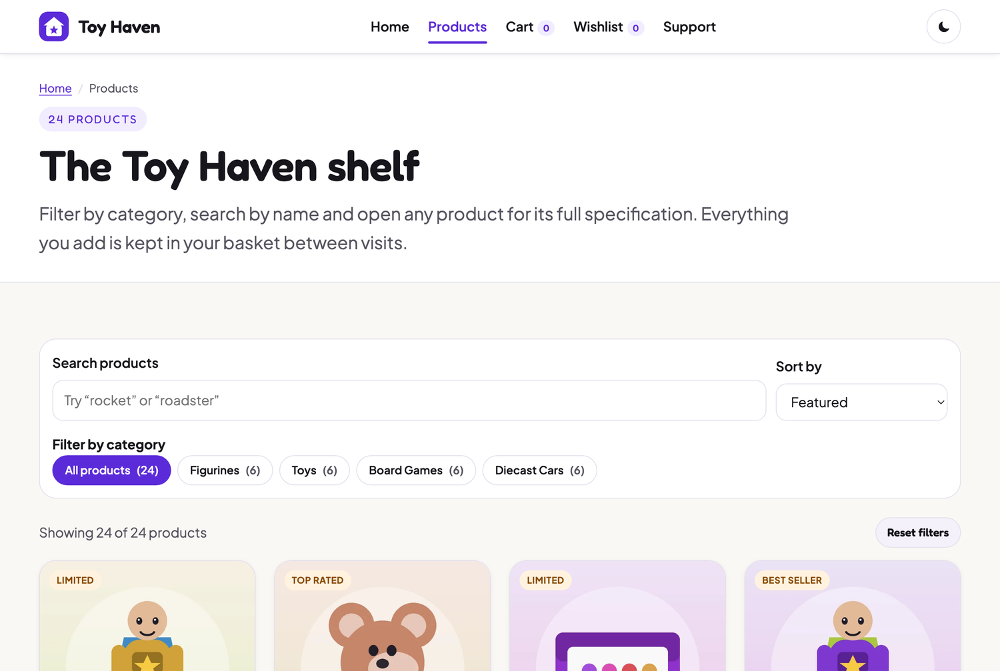 Toy Haven
Home
Products
Cart 0
Wishlist 0
Support
Home / Products
24 PRODUCTS
The Toy Haven shelf
Filter by category, search by name and open any product for its full specification. Everything
you add is kept in your basket between visits.
Search products
Try “rocket” or “roadster”
Sort by
Featured
Filter by category
All products (24)
Figurines (6)
Toys (6)
Board Games (6)
Diecast Cars (6)
Showing 24 of 24 products
Reset filters
LIMITED
TOP RATED
LIMITED
BEST SELLER